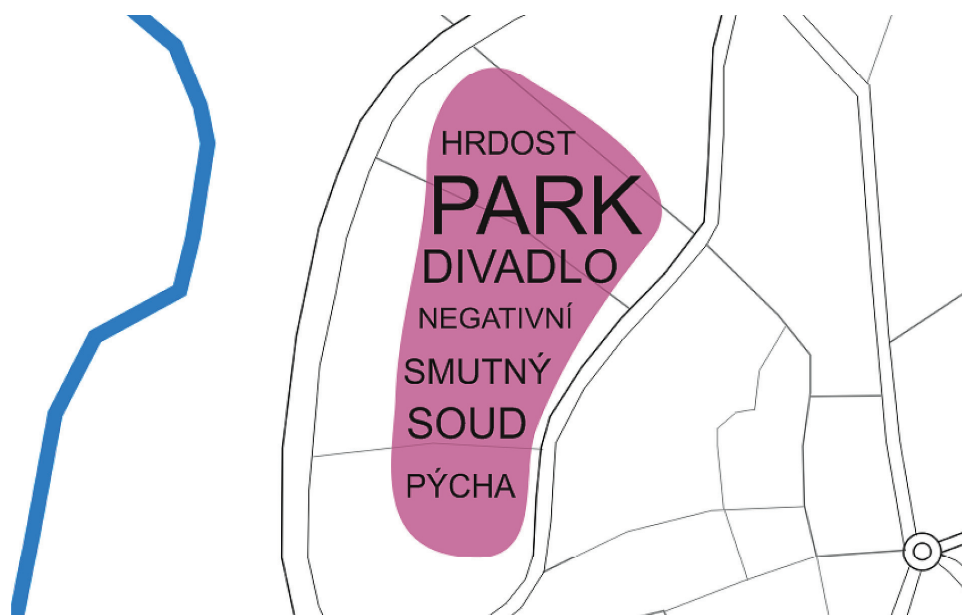 HRDOST
PARK
DIVADLO
NEGATIVNÍ
SMUTNÝ
SOUD
PÝCHA